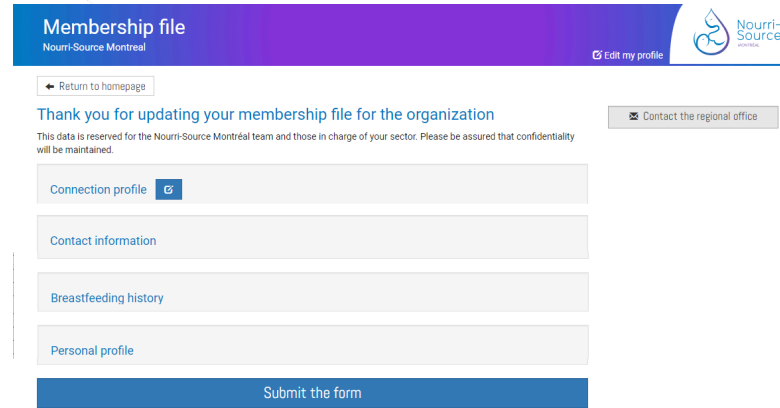 Membership file
Nourri-Source Montreal
Edit my profile
Nourri-
Source
MONTRÉAL
Return to homepage
Thank you for updating your membership file for the organization
Contact the regional office
This data is reserved for the Nourri-Source Montréal team and those in charge of your sector. Please be assured that confidentiality
will be maintained.
Connection profile
Contact information
Breastfeeding history
Personal profile
Submit the form